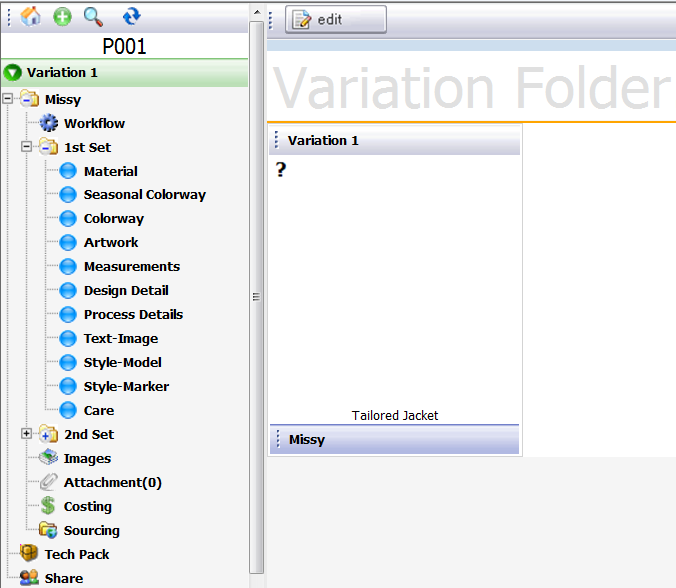 P001
Variation 1
Missy
Workflow
1st Set
Material
Seasonal Colorway
Colorway
Artwork
Measurements
Design Detail
Process Details
Text-Image
Style-Model
Style-Marker
Care
2nd Set
Images
Attachment(0)
Costing
Sourcing
Tech Pack
Share
edit
Variation Folder
Variation 1
?
Tailored Jacket
Missy